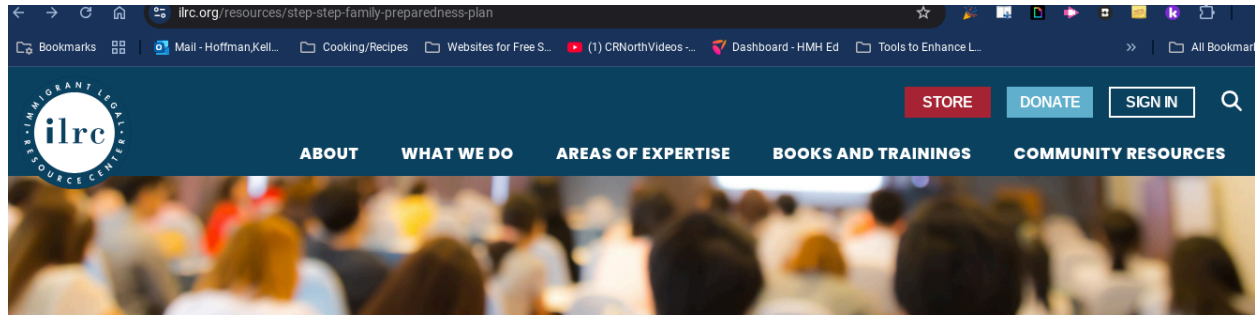 ilrc.org/resources/step-step-family-preparedness-plan
Bookmarks Mail - Hoffman,Kell... Cooking/Recipes Websites for Free S... (1) CRNorthVideos -... Dashboard - HMH Ed Tools to Enhance L... » All Bookmar
IMMIGRANT LEGAL
ilrc
RESOURCE CENTER
STORE DONATE SIGN IN
ABOUT WHAT WE DO AREAS OF EXPERTISE BOOKS AND TRAININGS COMMUNITY RESOURCES